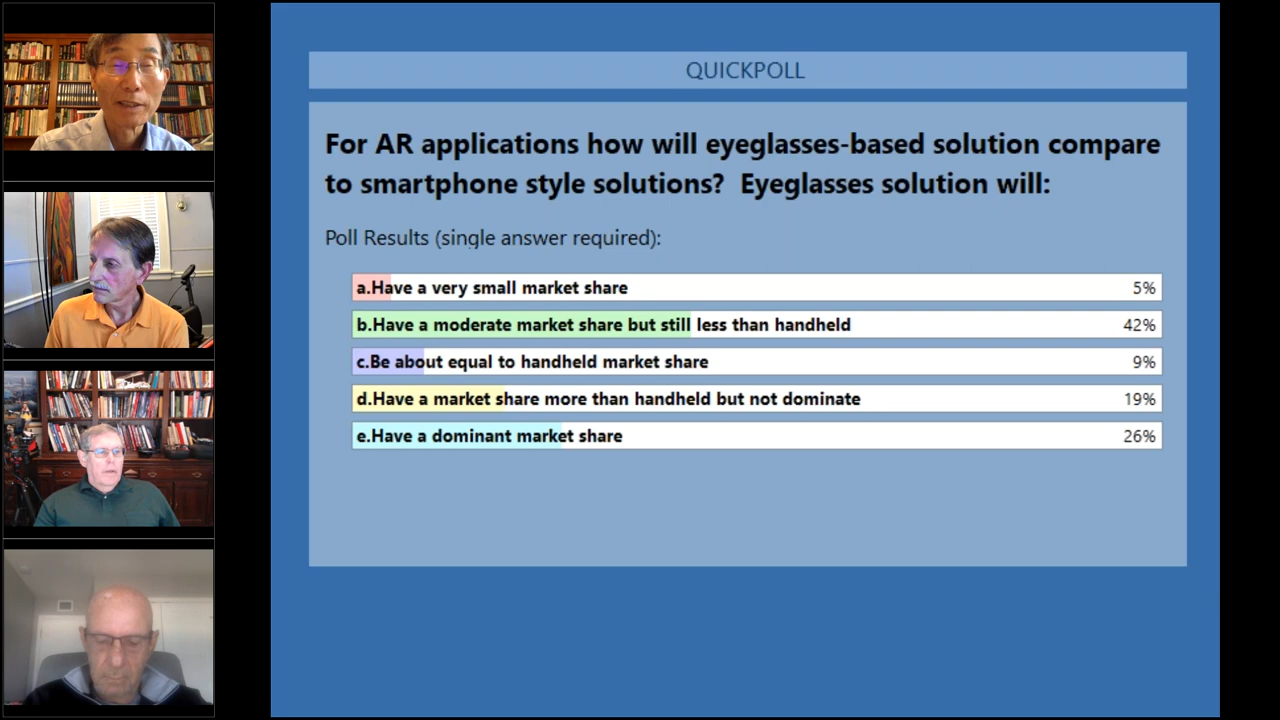 QUICKPOLL
For AR applications how will eyeglasses-based solution compare
to smartphone style solutions? Eyeglasses solution will:
Poll Results (single answer required):
a.Have a very small market share 5%
b.Have a moderate market share but still less than handheld 42%
c.Be about equal to handheld market share 9%
d.Have a market share more than handheld but not dominate 19%
e.Have a dominant market share 26%